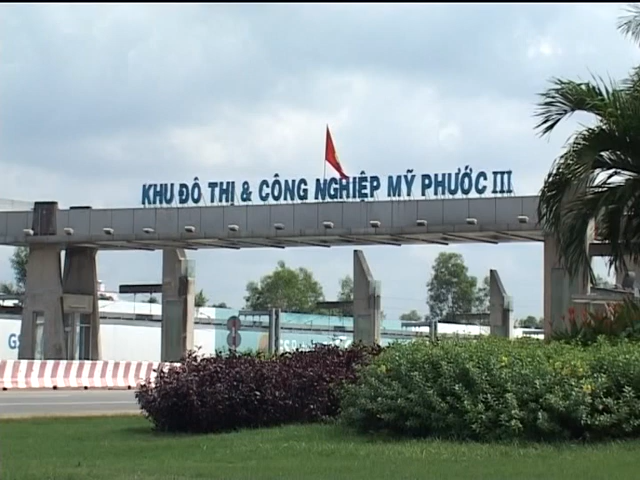 KHU ĐÔ THỊ & CÔNG NGHIỆP MỸ PHƯỚC III